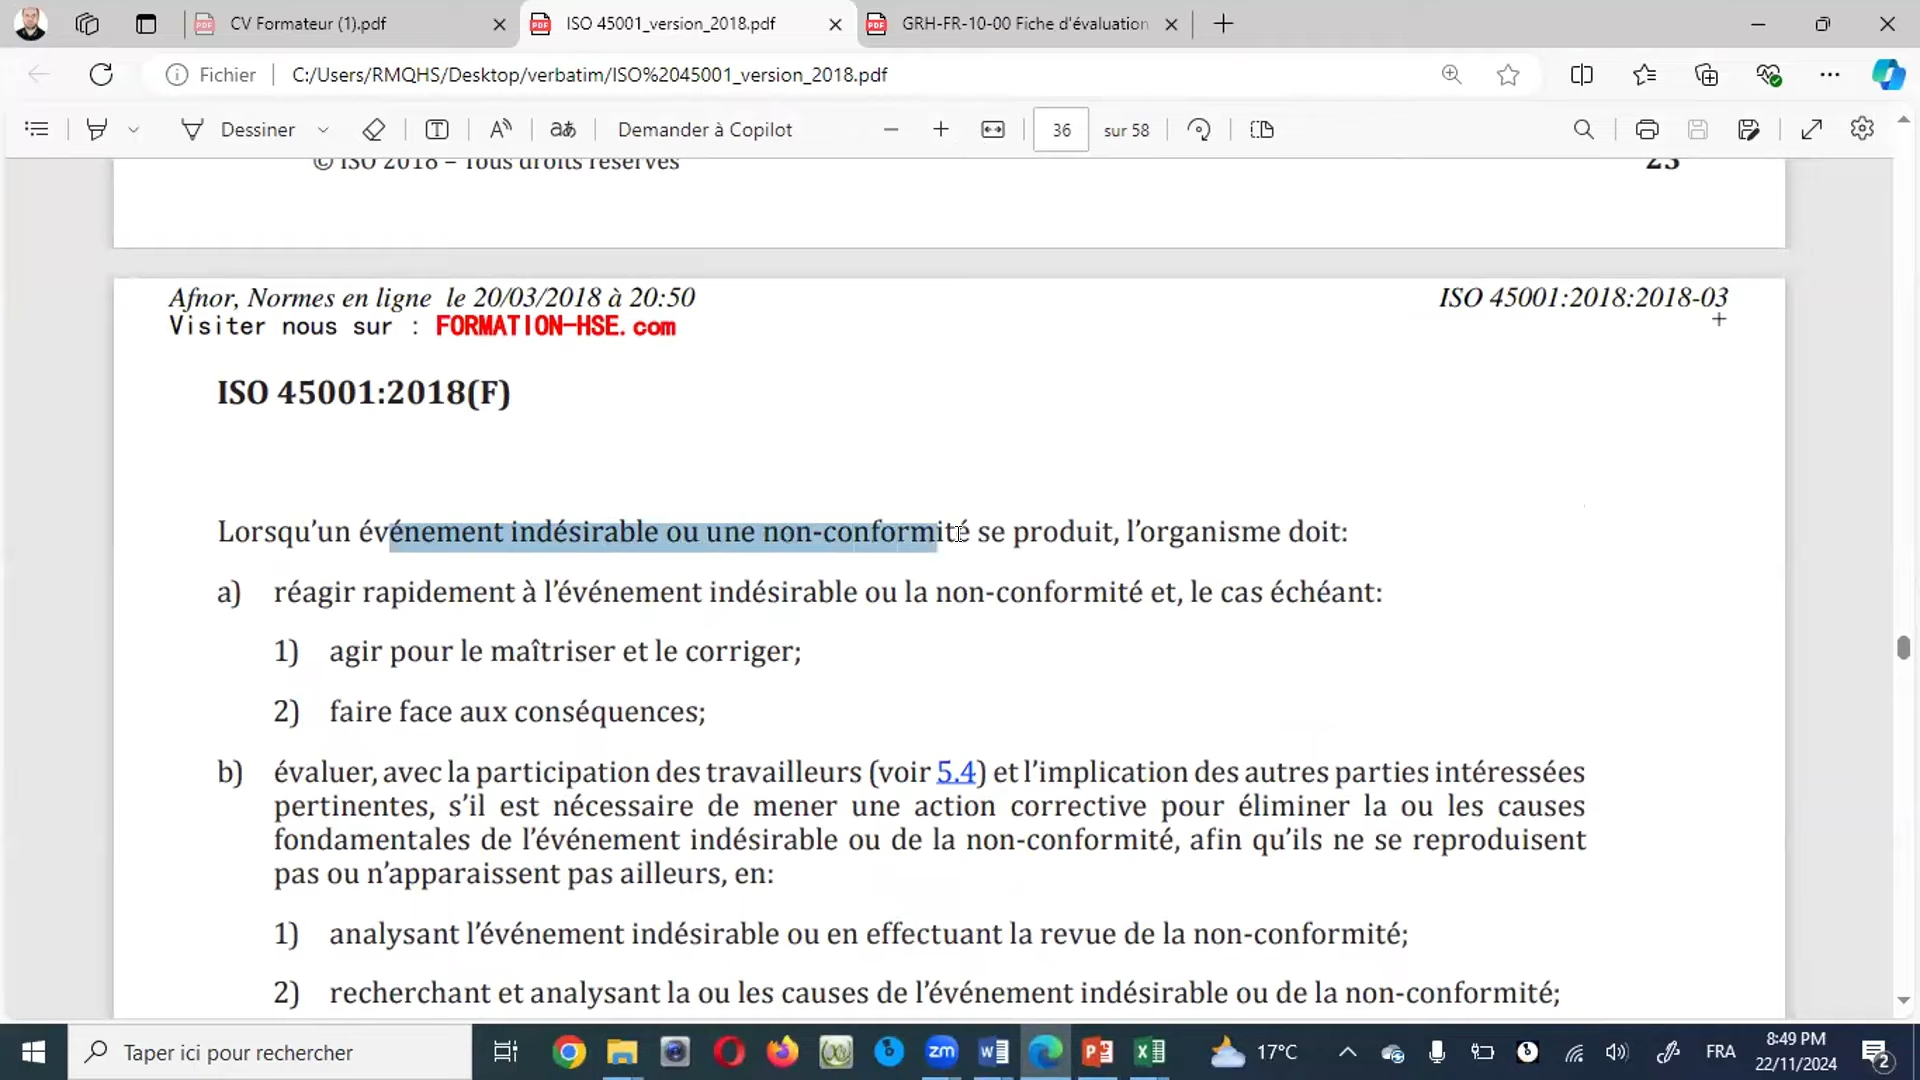 CV Formateur (1).pdf
ISO 45001_version_2018.pdf
GRH-FR-10-00 Fiche d'évaluation
Fichier
C:/Users/RMQHS/Desktop/verbatim/ISO%2045001_version_2018.pdf
Dessiner
Demander à Copilot
36
sur 58
© ISO 2018 – Tous droits réservés
23
Afnor, Normes en ligne le 20/03/2018 à 20:50
ISO 45001:2018:2018-03
Visiter nous sur : FORMATION-HSE.com
ISO 45001:2018(F)
Lorsqu’un événement indésirable ou une non-conformité se produit, l’organisme doit:
a) réagir rapidement à l’événement indésirable ou la non-conformité et, le cas échéant:
1) agir pour le maîtriser et le corriger;
2) faire face aux conséquences;
b) évaluer, avec la participation des travailleurs (voir 5.4) et l’implication des autres parties intéressées
pertinentes, s’il est nécessaire de mener une action corrective pour éliminer la ou les causes
fondamentales de l’événement indésirable ou de la non-conformité, afin qu’ils ne se reproduisent
pas ou n’apparaissent pas ailleurs, en:
1) analysant l’événement indésirable ou en effectuant la revue de la non-conformité;
2) recherchant et analysant la ou les causes de l’événement indésirable ou de la non-conformité;
Taper ici pour rechercher
zm
17°C
FRA
8:49 PM
22/11/2024
2